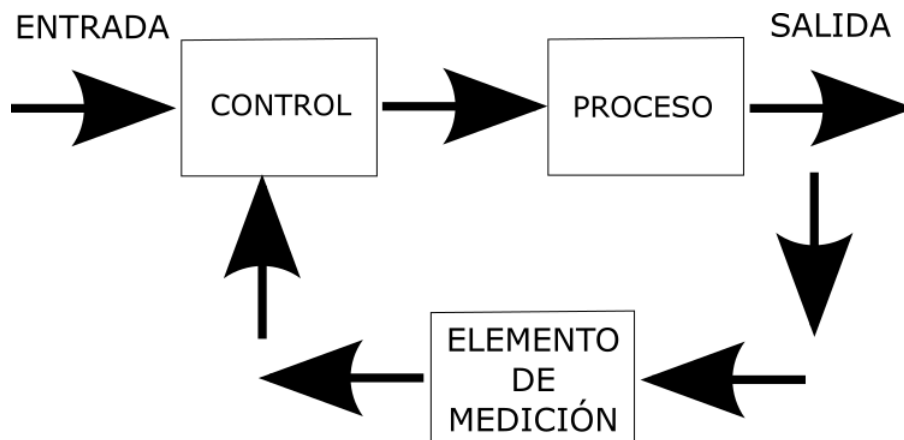 ENTRADA
SALIDA
CONTROL
PROCESO
ELEMENTO
DE
MEDICIÓN